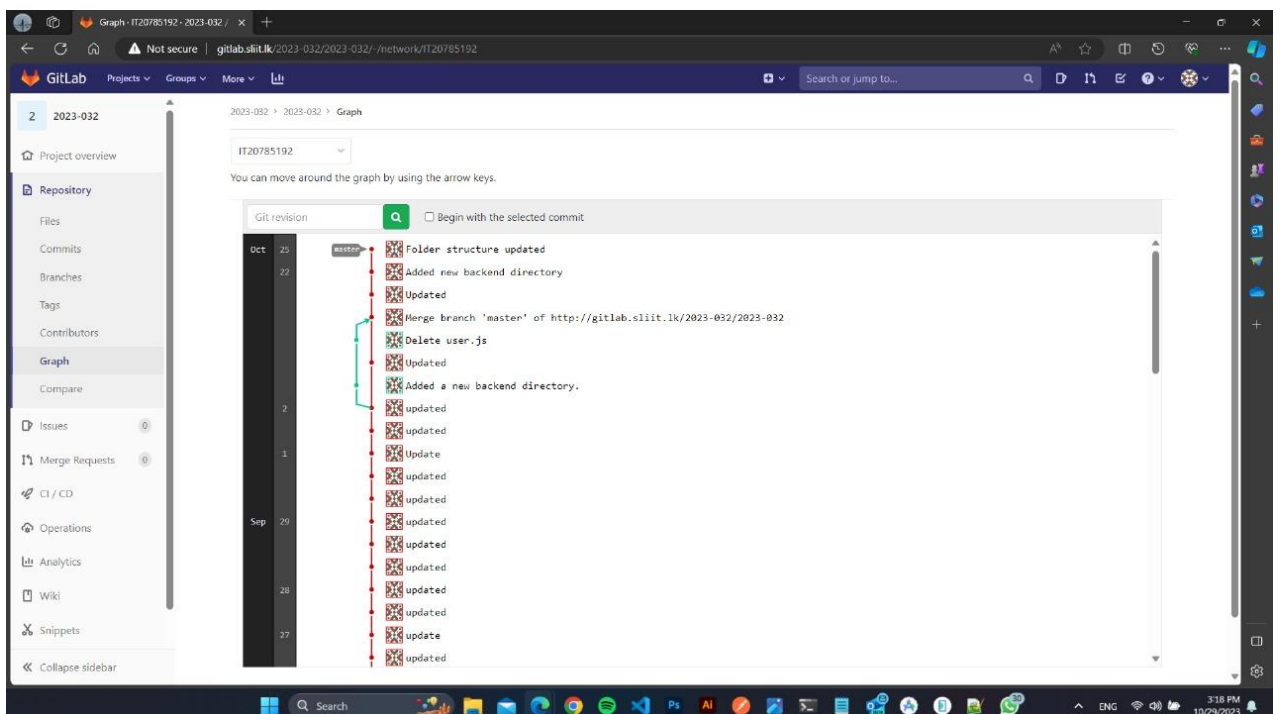 Graph · IT20785192 · 2023-032 /
Not secure | gitlab.sliit.lk/2023-032/2023-032/-/network/IT20785192
GitLab Projects Groups More Search or jump to...
2 2023-032
2023-032 > 2023-032 > Graph
Project overview
Repository
Files
Commits
Branches
Tags
Contributors
Graph
Compare
Issues 0
Merge Requests 0
CI / CD
Operations
Analytics
Wiki
Snippets
Collapse sidebar
IT20785192
You can move around the graph by using the arrow keys.
Git revision Begin with the selected commit
Oct 25 master Folder structure updated
22 Added new backend directory
Updated
Merge branch 'master' of http://gitlab.sliit.lk/2023-032/2023-032
Delete user.js
Updated
Added a new backend directory.
2 updated
updated
1 Update
updated
updated
Sep 29 updated
updated
updated
28 updated
updated
27 update
updated
Search Ps Ai 30 ENG 3:18 PM
10/29/2023